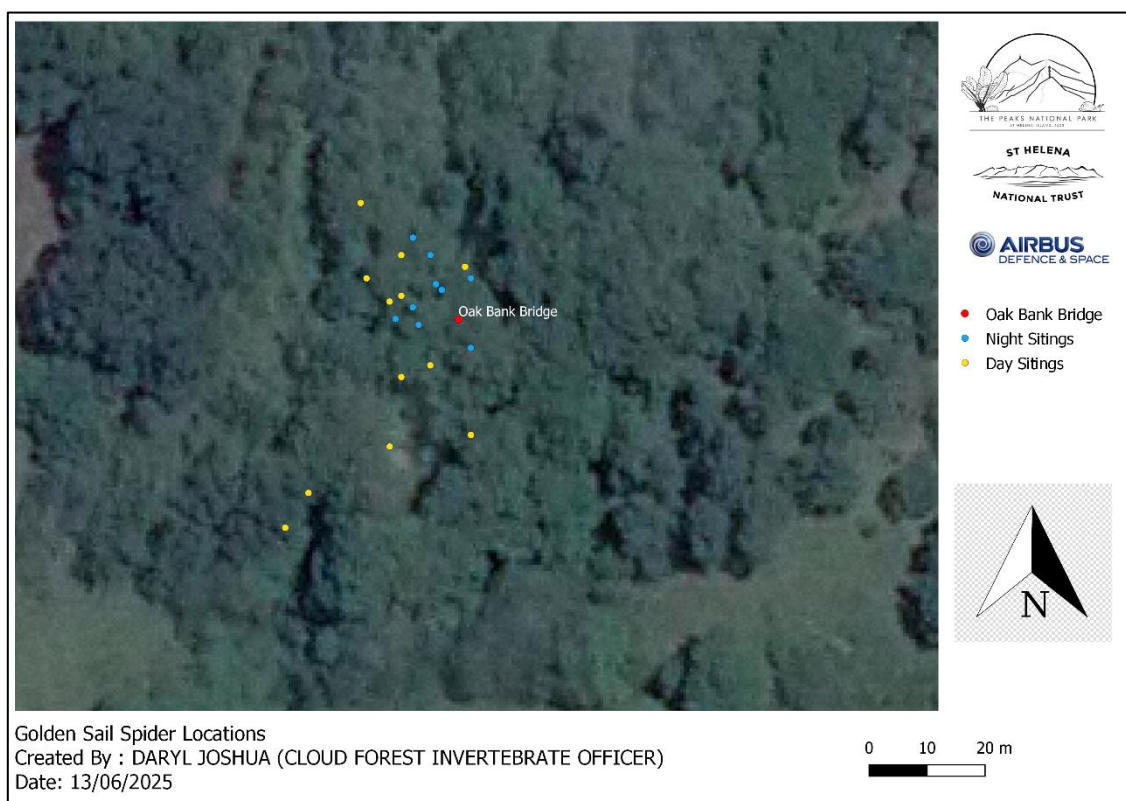 THE PEAKS NATIONAL PARK
ST HELENA
NATIONAL TRUST
AIRBUS
DEFENCE & SPACE
Oak Bank Bridge
Oak Bank Bridge
Night Sitings
Day Sitings
N
Golden Sail Spider Locations
Created By : DARYL JOSHUA (CLOUD FOREST INVERTEBRATE OFFICER)
Date: 13/06/2025
0 10 20 m